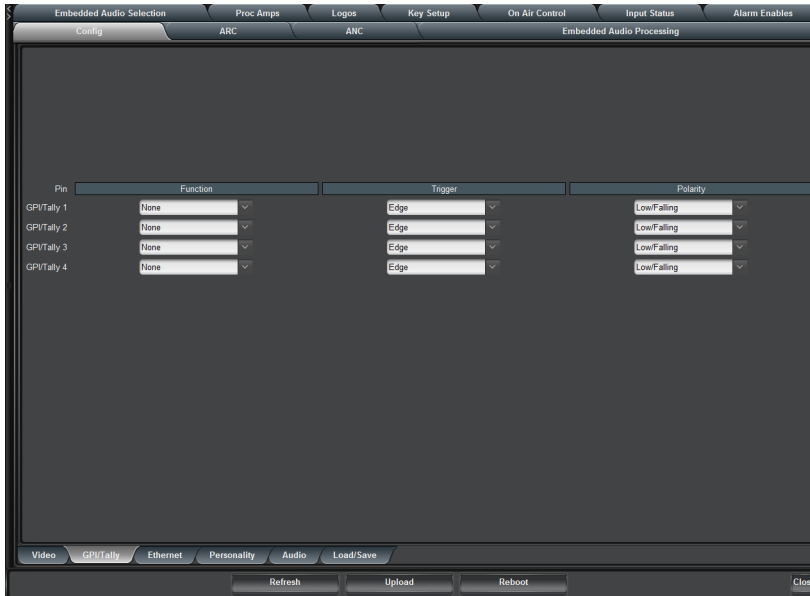 Embedded Audio Selection Proc Amps Logos Key Setup On Air Control Input Status Alarm Enables
Config ARC ANC Embedded Audio Processing
Pin Function Trigger Polarity
GPI/Tally 1 None Edge Low/Falling
GPI/Tally 2 None Edge Low/Falling
GPI/Tally 3 None Edge Low/Falling
GPI/Tally 4 None Edge Low/Falling
Video GPI/Tally Ethernet Personality Audio Load/Save
Refresh Upload Reboot Clos